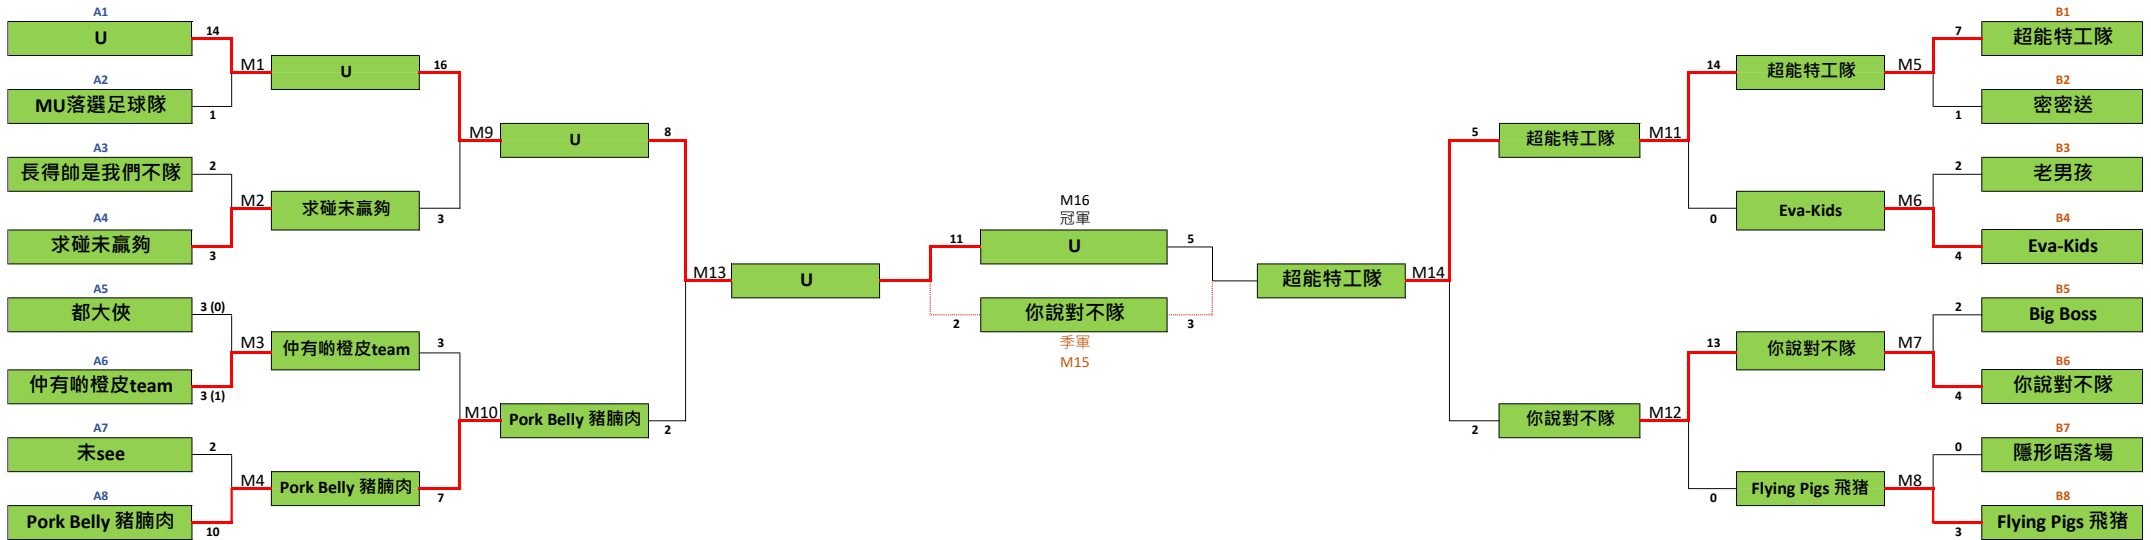 A1
U
14
M1
A2
MU落選足球隊
1
U
16
M9
A3
長得帥是我們不隊
2
M2
A4
求碰未贏夠
3
求碰未贏夠
3
U
8
M13
A5
都大俠
3 (0)
M3
A6
仲有啲橙皮team
3 (1)
仲有啲橙皮team
3
M10
A7
未see
2
M4
A8
Pork Belly 豬腩肉
10
Pork Belly 豬腩肉
7
Pork Belly 豬腩肉
2
U
11
M16
冠軍
U
5
2
你說對不隊
3
季軍
M15
超能特工隊
M14
5
超能特工隊
M11
2
你說對不隊
M12
14
超能特工隊
M5
0
Eva-Kids
M6
13
你說對不隊
M7
0
Flying Pigs 飛豬
M8
B1
7
超能特工隊
B2
密密送
1
B3
2
老男孩
B4
Eva-Kids
4
B5
2
Big Boss
B6
你說對不隊
4
B7
0
隱形唔落場
B8
Flying Pigs 飛豬
3